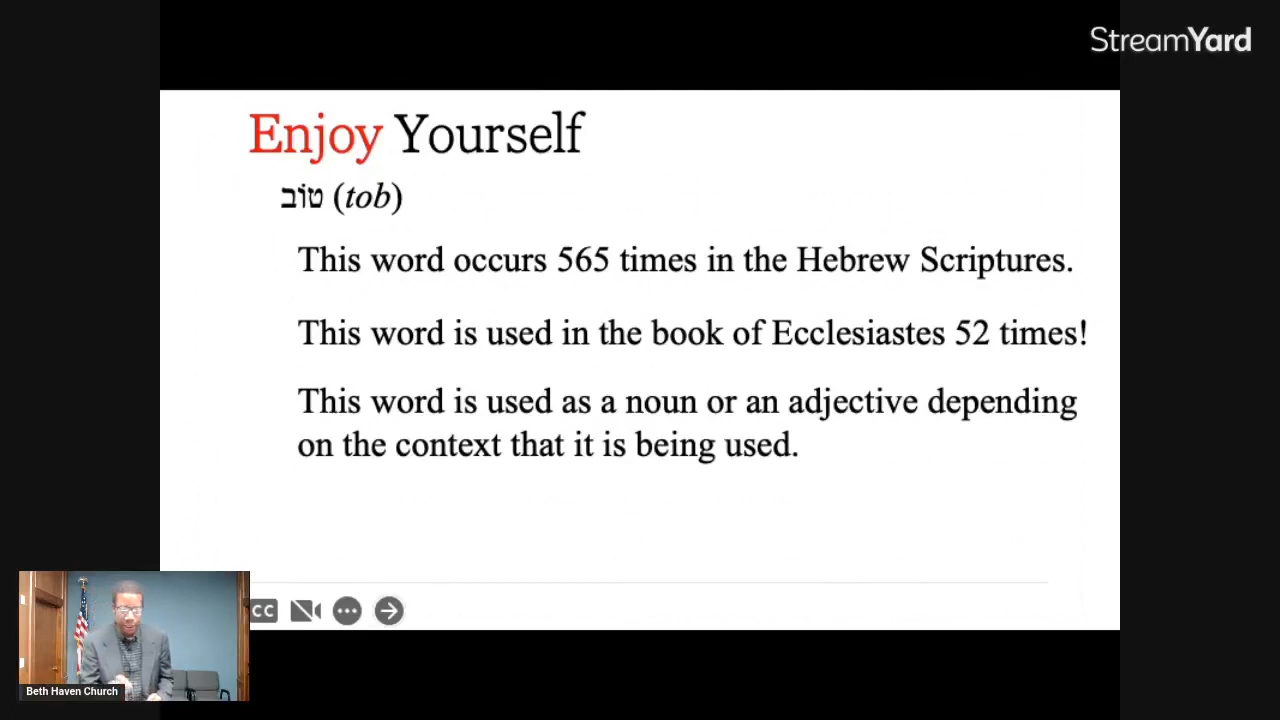 StreamYard
Enjoy Yourself
טוֹב (tob)
This word occurs 565 times in the Hebrew Scriptures.
This word is used in the book of Ecclesiastes 52 times!
This word is used as a noun or an adjective depending
on the context that it is being used.
CC
Beth Haven Church